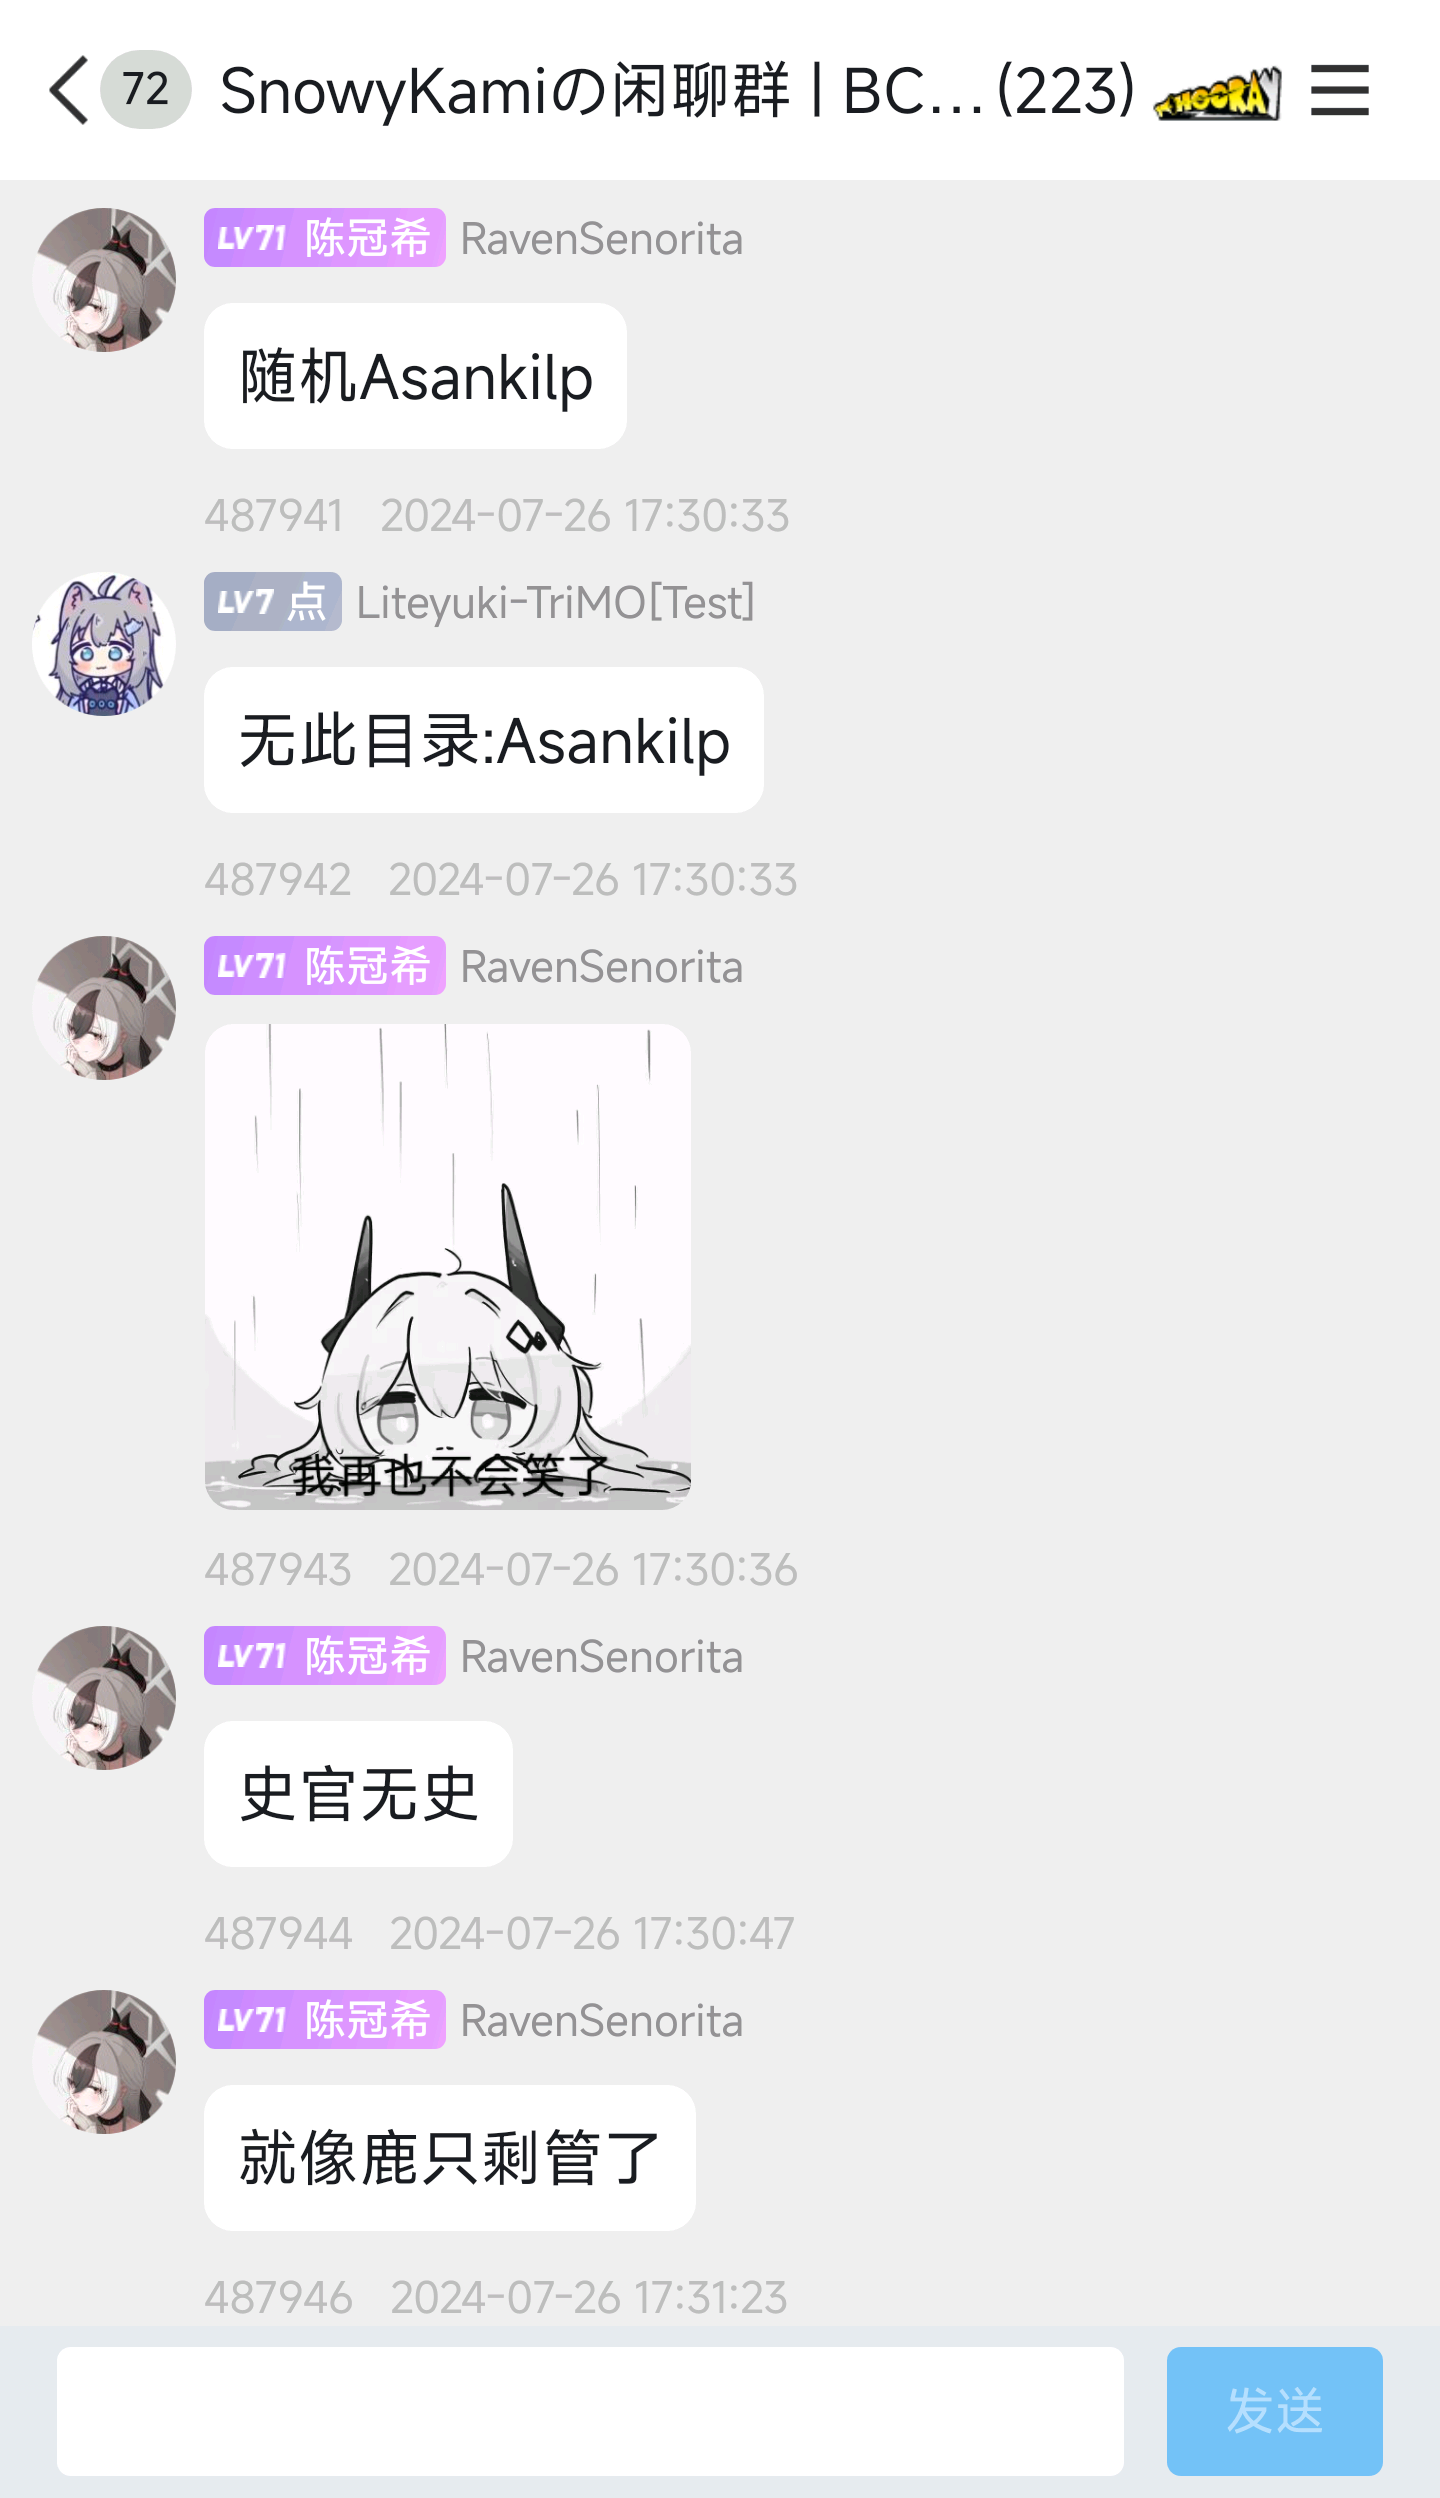 72 SnowyKamiの闲聊群 | BC...(223) WHOORAY
LV71 陈冠希 RavenSenorita
随机Asankilp
487941 2024-07-26 17:30:33
LV7 点 Liteyuki-TriMO[Test]
无此目录:Asankilp
487942 2024-07-26 17:30:33
LV71 陈冠希 RavenSenorita
我再也不会笑了
487943 2024-07-26 17:30:36
LV71 陈冠希 RavenSenorita
史官无史
487944 2024-07-26 17:30:47
LV71 陈冠希 RavenSenorita
就像鹿只剩管了
487946 2024-07-26 17:31:23
发送